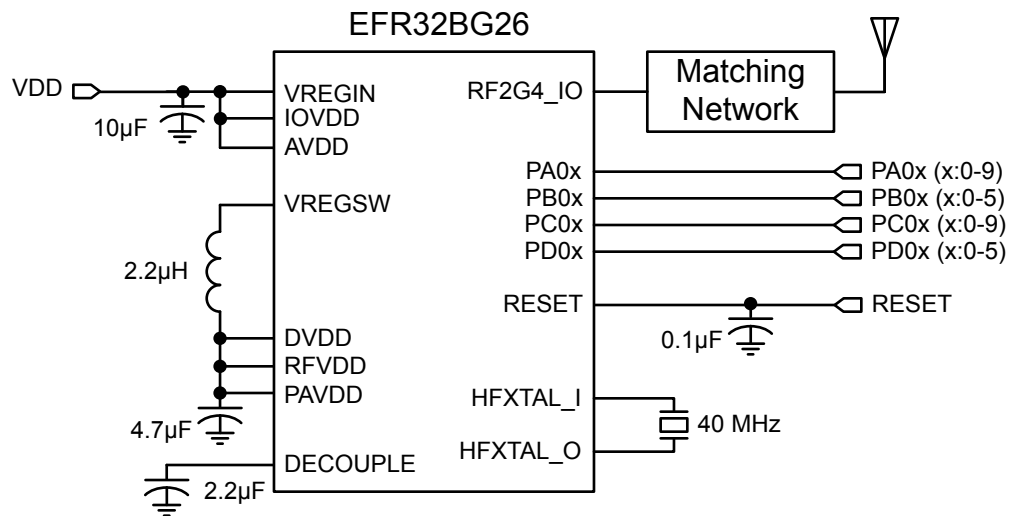 EFR32BG26
VDD
10µF
VREGIN
IOVDD
AVDD
VREGSW
2.2µH
DVDD
RFVDD
PAVDD
4.7µF
DECOUPLE
2.2µF
RF2G4_IO
Matching
Network
PA0x
PA0x (x:0-9)
PB0x
PB0x (x:0-5)
PC0x
PC0x (x:0-9)
PD0x
PD0x (x:0-5)
RESET
RESET
0.1µF
HFXTAL_I
40 MHz
HFXTAL_O